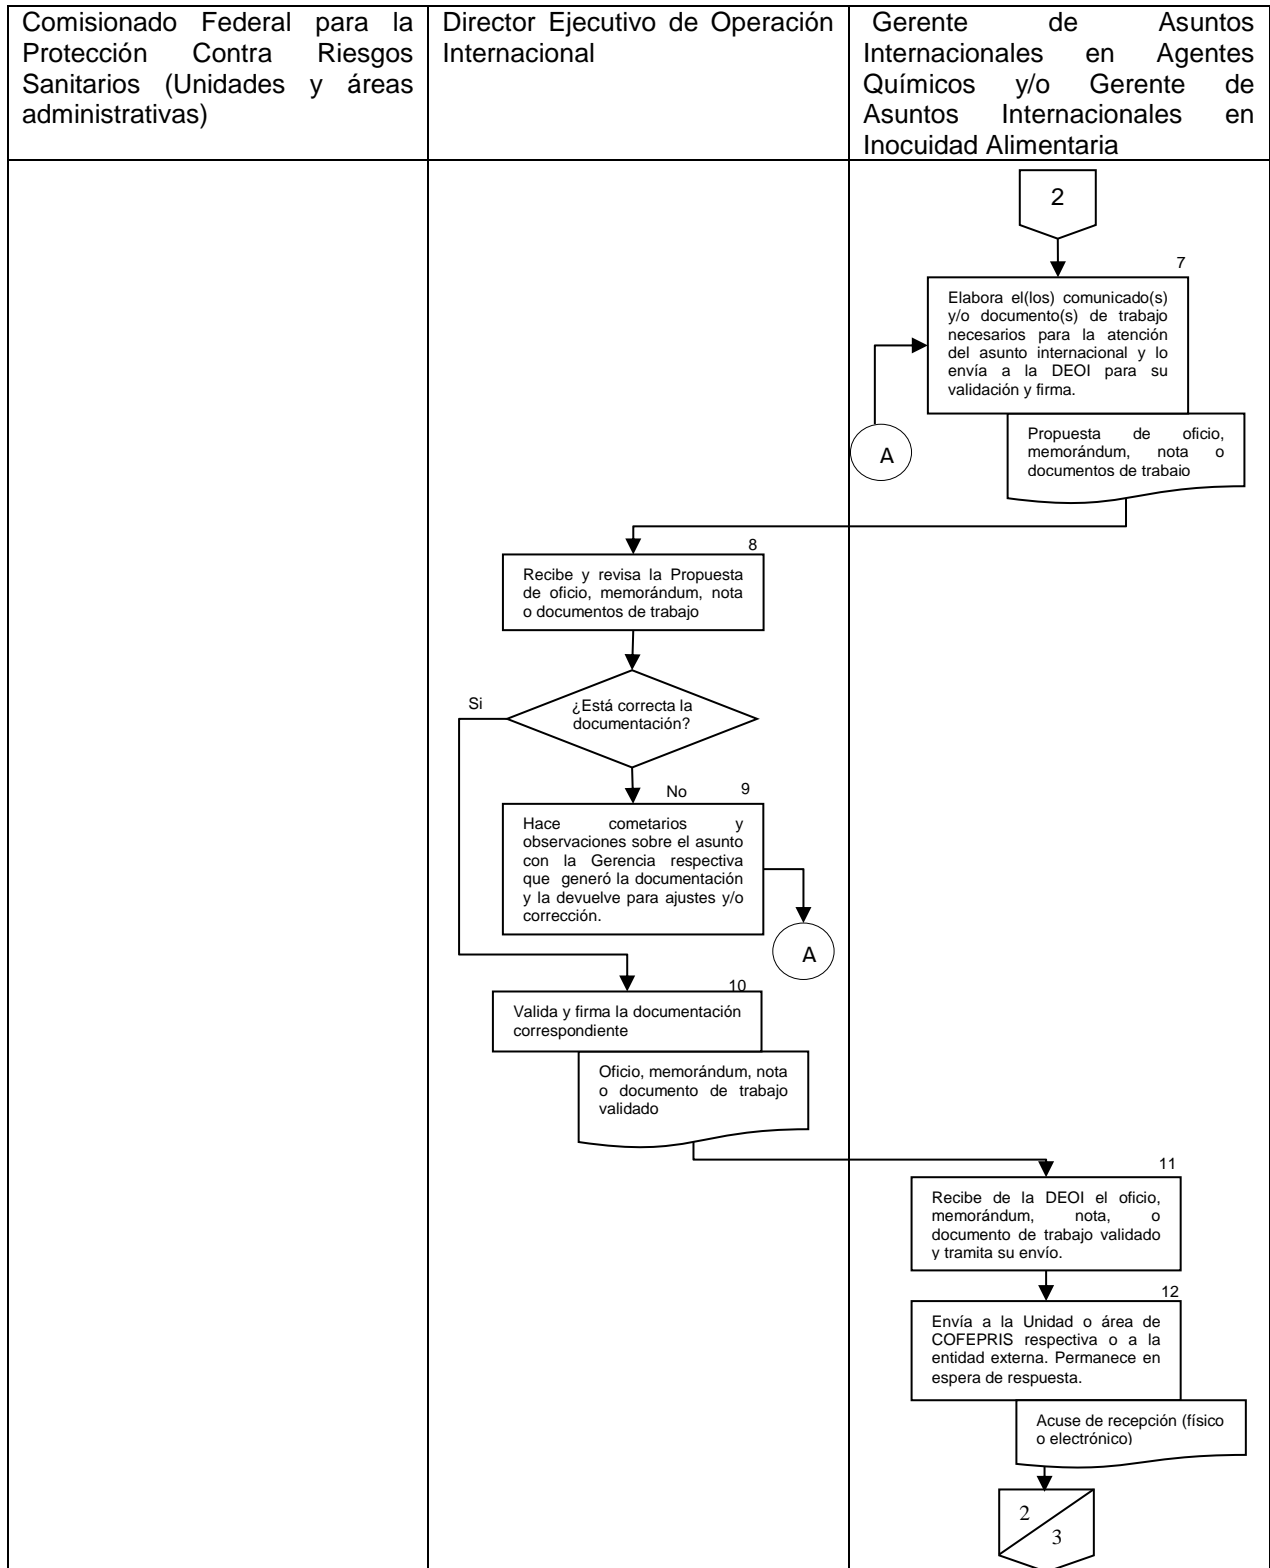 Comisionado Federal para la
Protección Contra Riesgos
Sanitarios (Unidades y áreas
administrativas)
Director Ejecutivo de Operación
Internacional
Gerente de Asuntos
Internacionales en Agentes
Químicos y/o Gerente de
Asuntos Internacionales en
Inocuidad Alimentaria
2
7
Elabora el(los) comunicado(s)
y/o documento(s) de trabajo
necesarios para la atención
del asunto internacional y lo
envía a la DEOI para su
validación y firma.
A
Propuesta de oficio,
memorándum, nota o
documentos de trabajo
8
Recibe y revisa la Propuesta
de oficio, memorándum, nota
o documentos de trabajo
Si
¿Está correcta la
documentación?
No
9
Hace cometarios y
observaciones sobre el asunto
con la Gerencia respectiva
que generó la documentación
y la devuelve para ajustes y/o
corrección.
A
10
Valida y firma la documentación
correspondiente
Oficio, memorándum, nota
o documento de trabajo
validado
11
Recibe de la DEOI el oficio,
memorándum, nota, o
documento de trabajo validado
y tramita su envío.
12
Envía a la Unidad o área de
COFEPRIS respectiva o a la
entidad externa. Permanece en
espera de respuesta.
Acuse de recepción (físico
o electrónico)
2
3